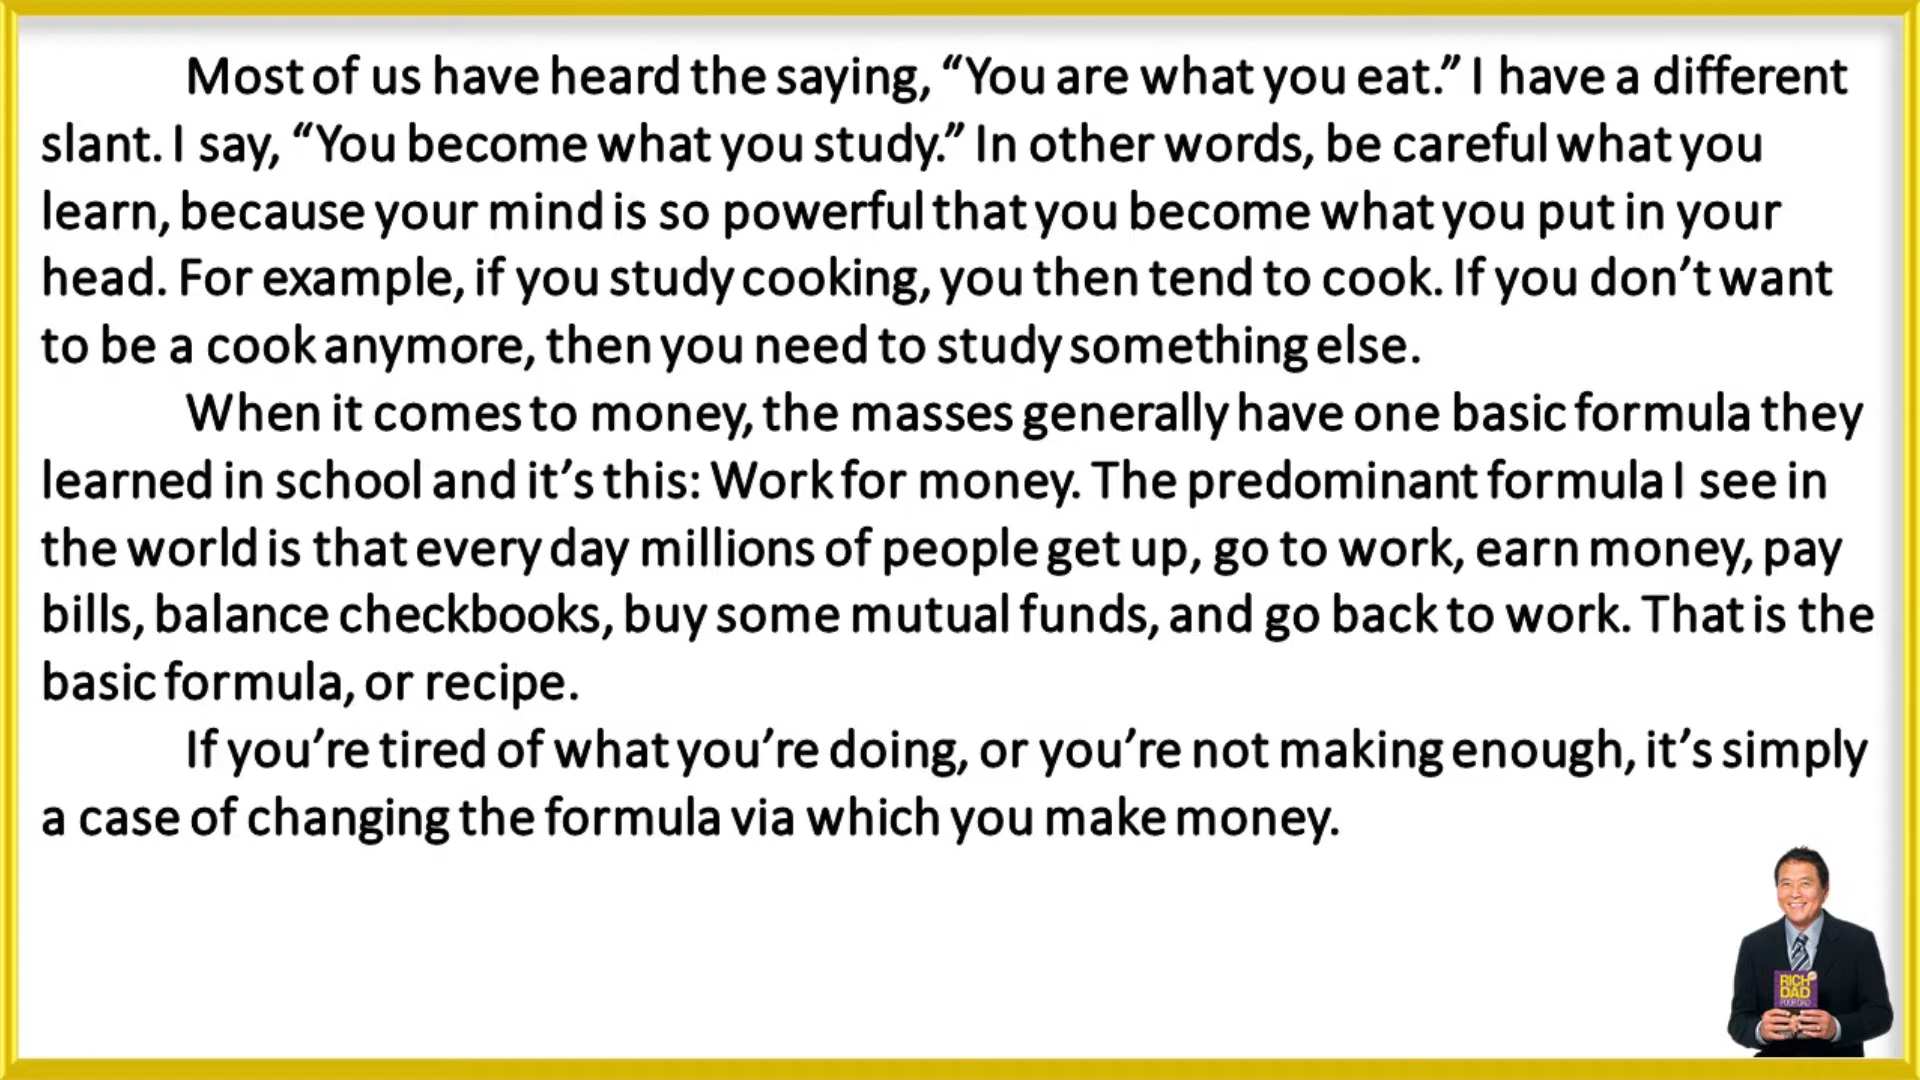 Most of us have heard the saying, “You are what you eat.” I have a different
slant. I say, “You become what you study.” In other words, be careful what you
learn, because your mind is so powerful that you become what you put in your
head. For example, if you study cooking, you then tend to cook. If you don’t want
to be a cook anymore, then you need to study something else.
When it comes to money, the masses generally have one basic formula they
learned in school and it’s this: Work for money. The predominant formula I see in
the world is that every day millions of people get up, go to work, earn money, pay
bills, balance checkbooks, buy some mutual funds, and go back to work. That is the
basic formula, or recipe.
If you’re tired of what you’re doing, or you’re not making enough, it’s simply
a case of changing the formula via which you make money.
RICH
DAD
POOR DAD